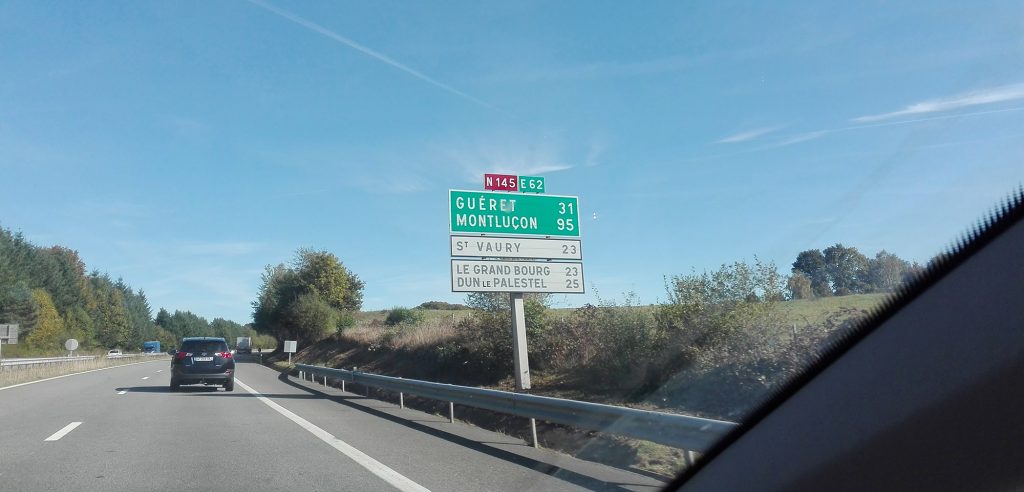 N 145 E 62
GUÉRET 31
MONTLUÇON 95
ST VAURY 23
LE GRAND BOURG 23
DUN LE PALESTEL 25